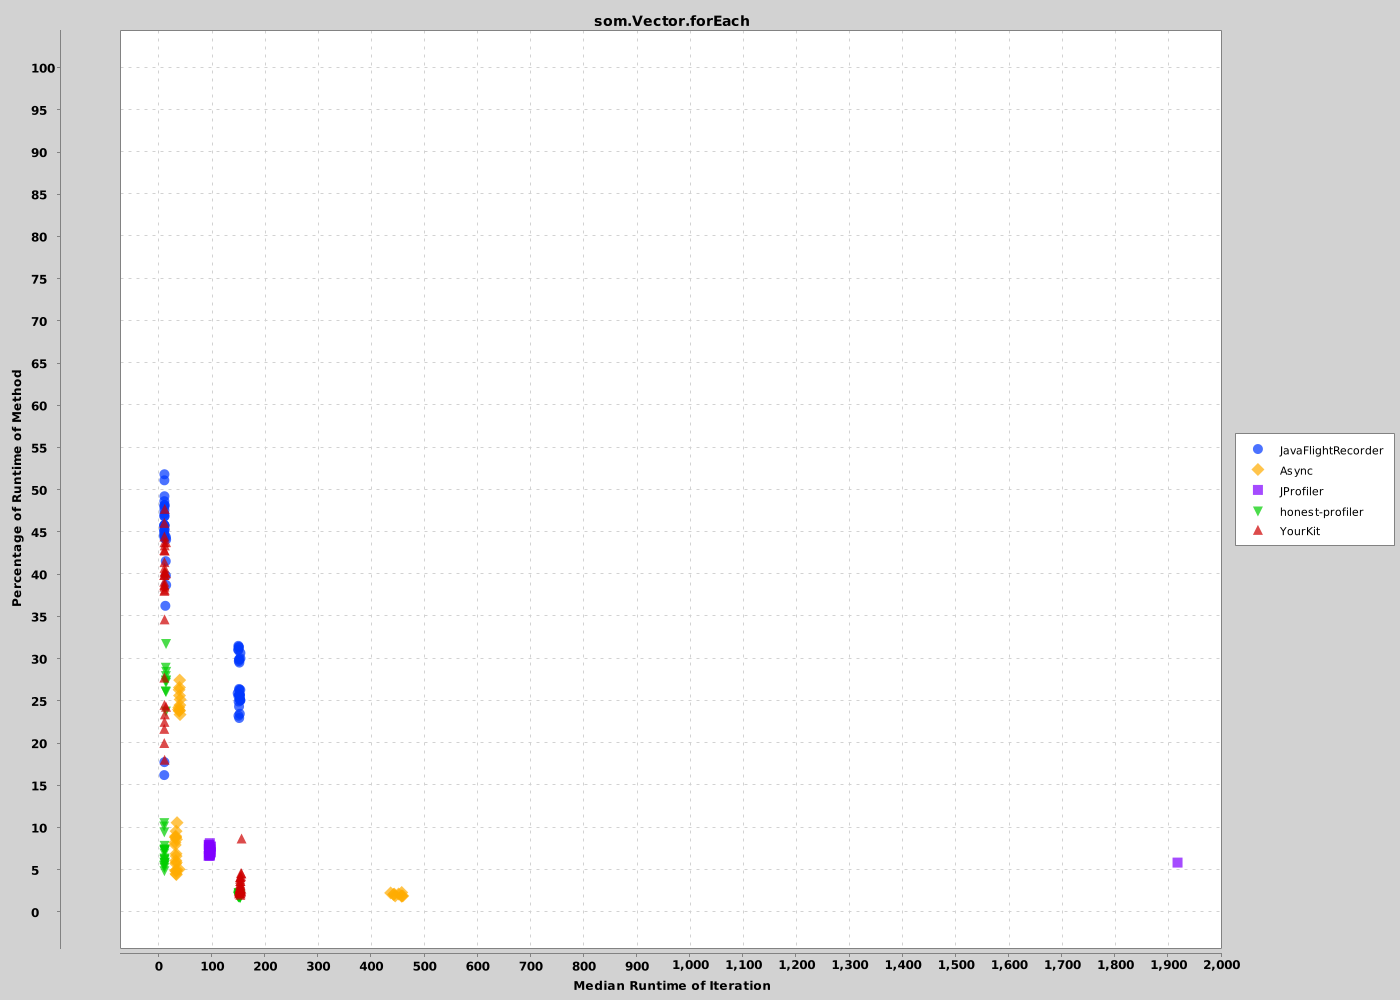 som.Vector.forEach
100
95
90
85
80
75
70
65
60
55
50
45
40
35
30
25
20
15
10
5
0
Percentage of Runtime of Method
0 100 200 300 400 500 600 700 800 900 1,000 1,100 1,200 1,300 1,400 1,500 1,600 1,700 1,800 1,900 2,000
Median Runtime of Iteration
JavaFlightRecorder
Async
JProfiler
honest-profiler
YourKit